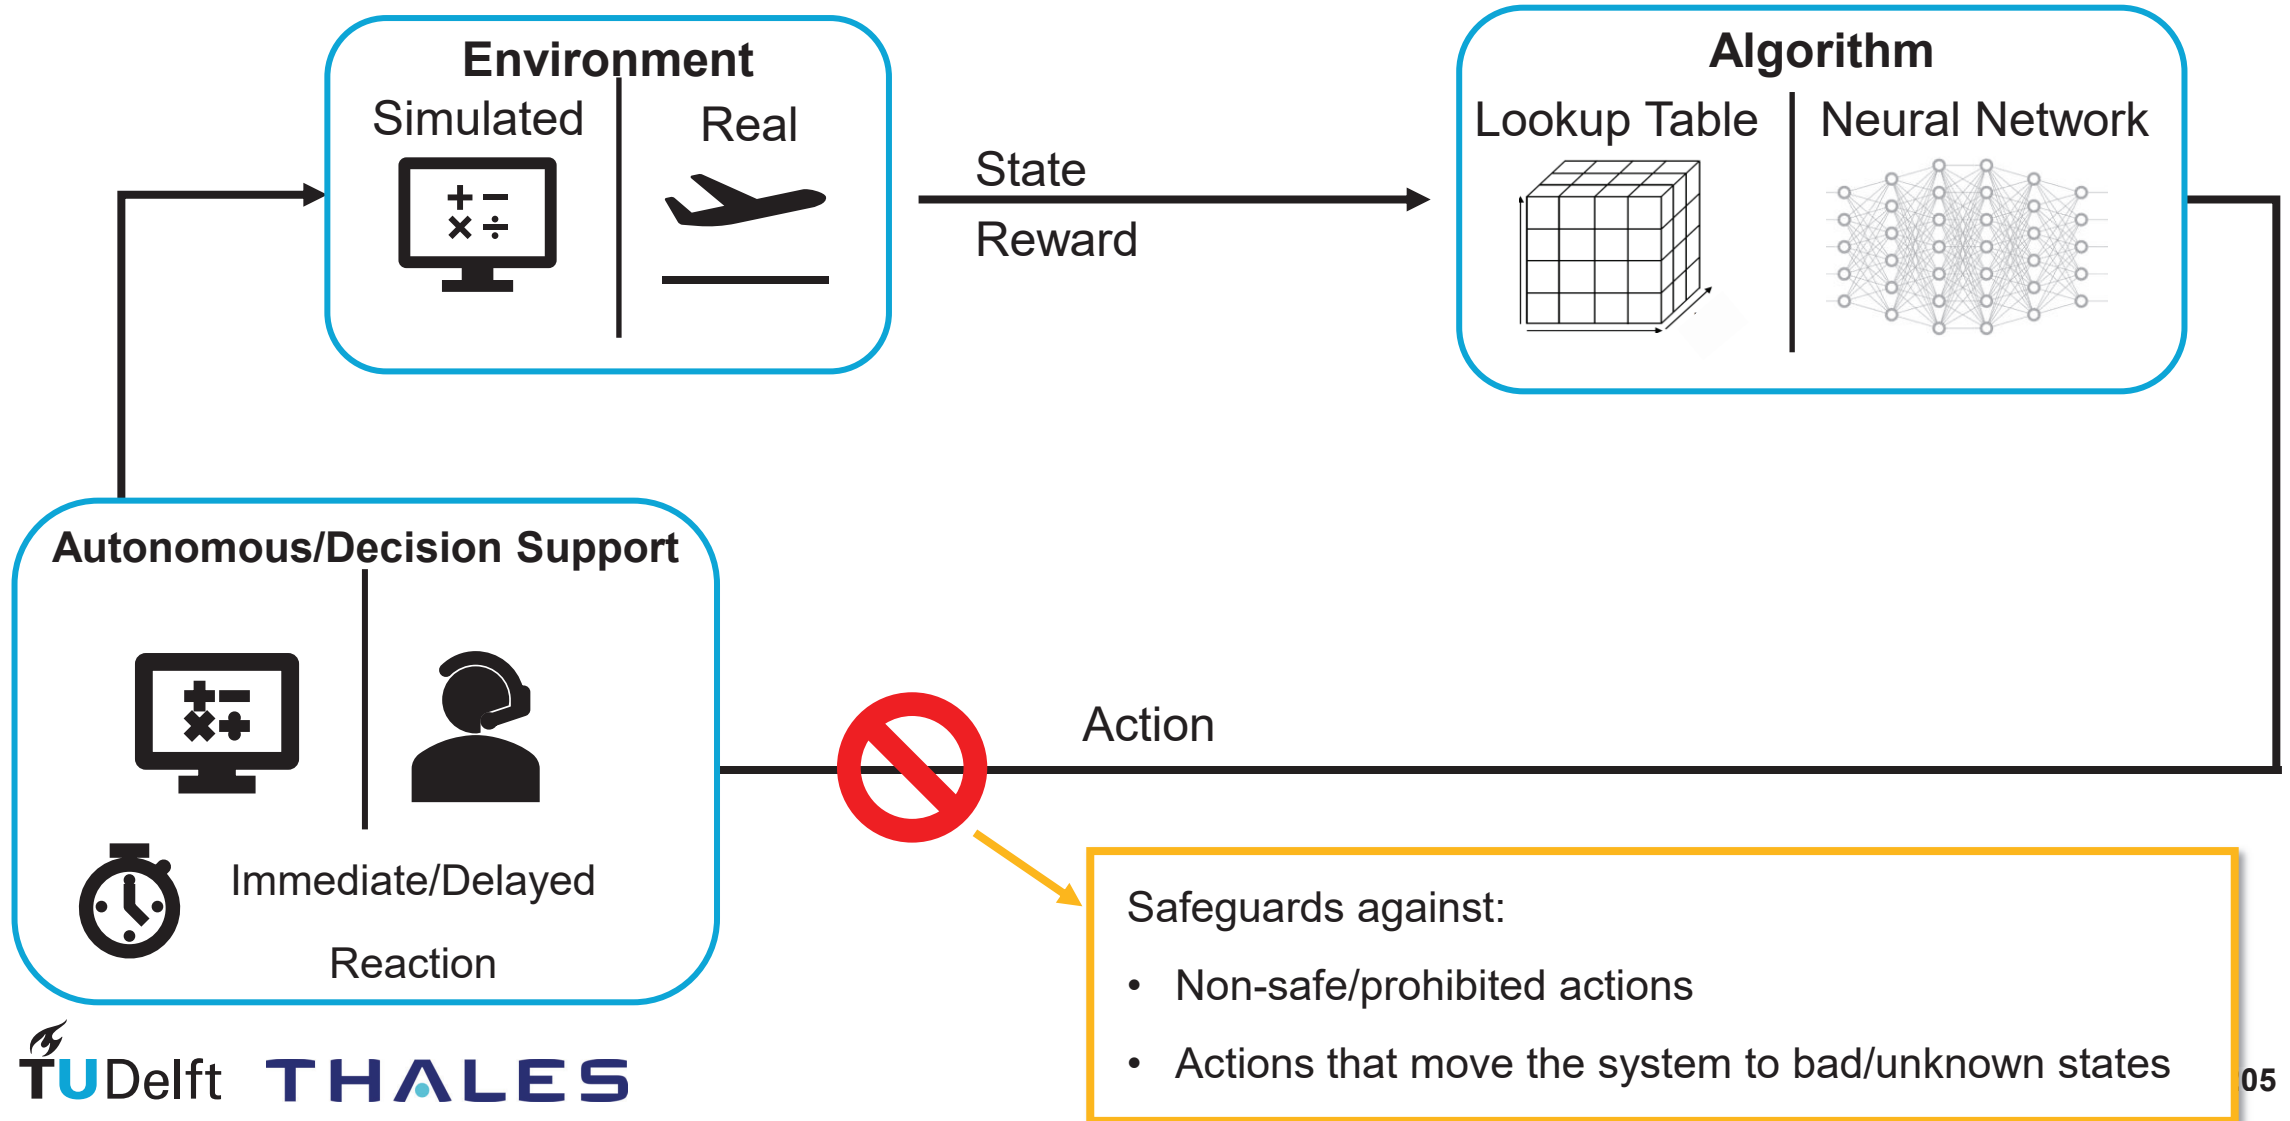 Environment
Simulated
Real
State
Reward
Algorithm
Lookup Table
Neural Network
Autonomous/Decision Support
Immediate/Delayed
Reaction
Action
Safeguards against:
• Non-safe/prohibited actions
• Actions that move the system to bad/unknown states
TUDelft
THALES
05